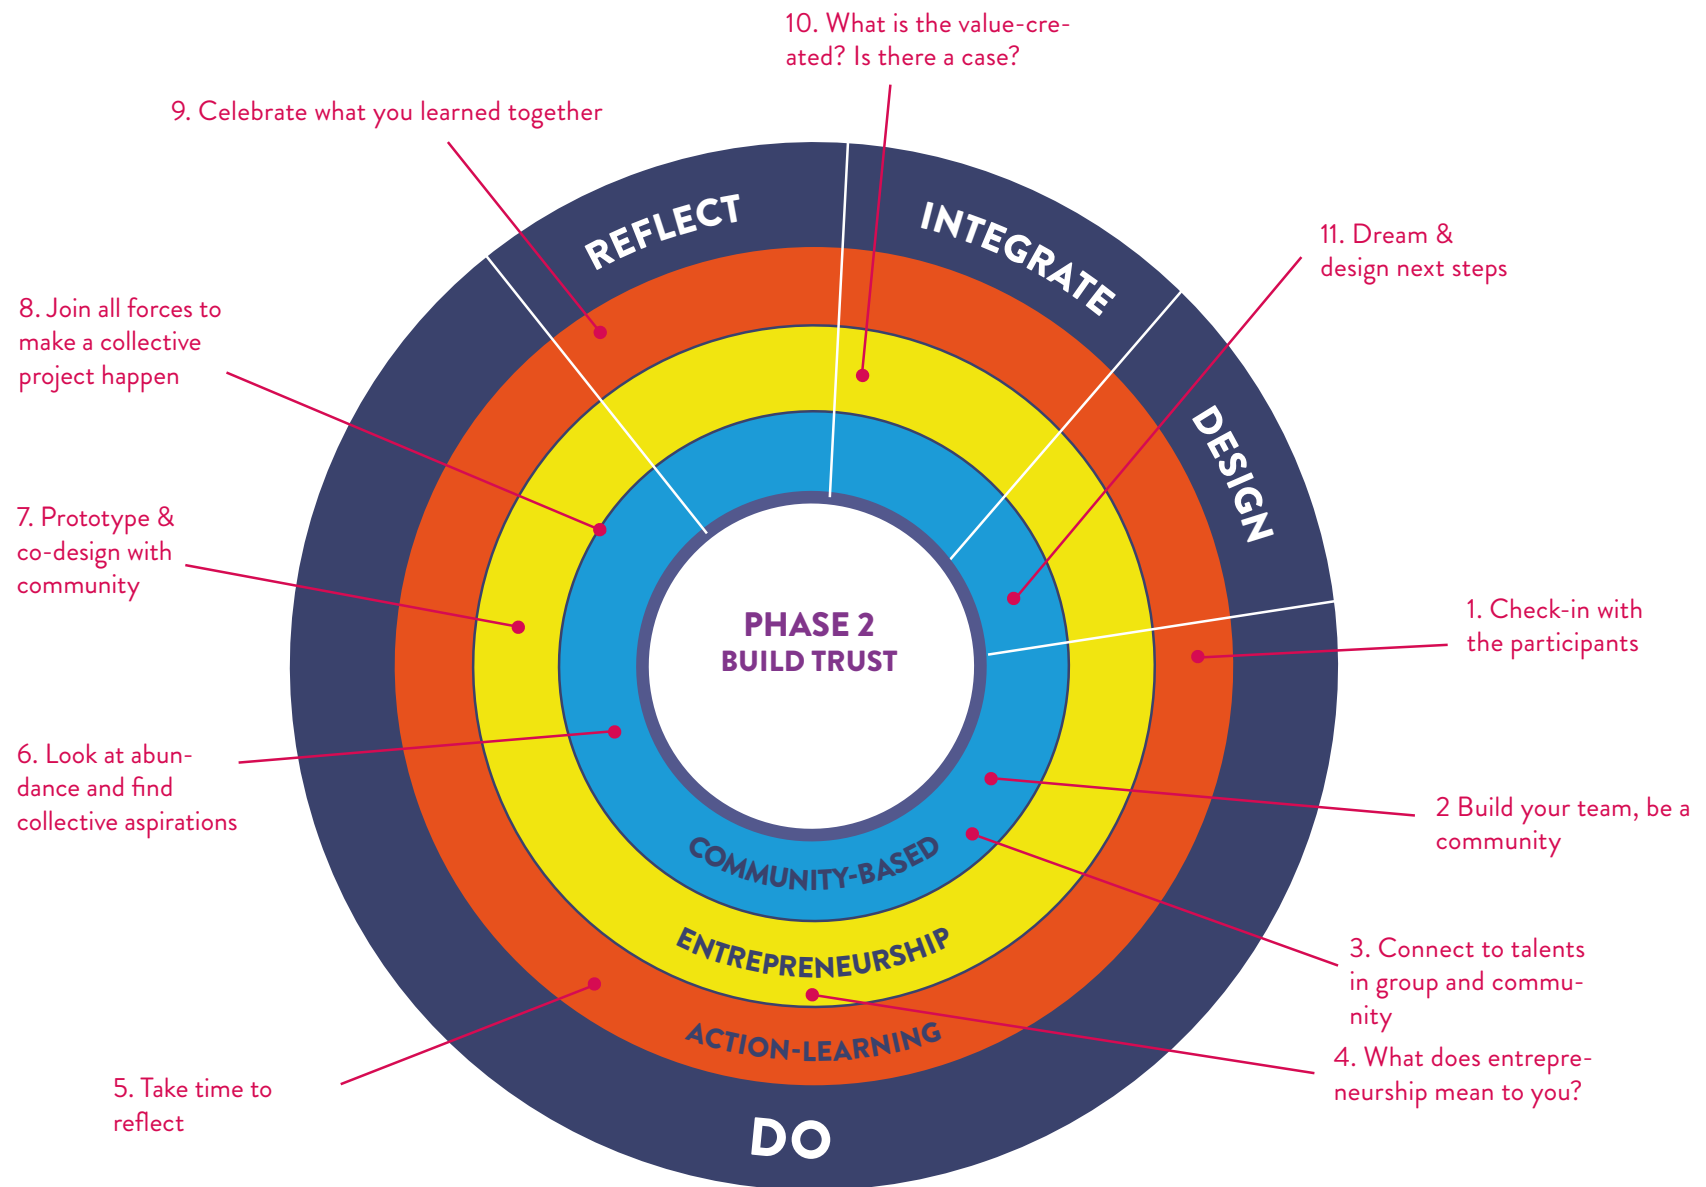 10. What is the value-cre-
ated? Is there a case?
9. Celebrate what you learned together
REFLECT
INTEGRATE
DESIGN
11. Dream &
design next steps
8. Join all forces to
make a collective
project happen
7. Prototype &
co-design with
community
PHASE 2
BUILD TRUST
1. Check-in with
the participants
6. Look at abun-
dance and find
collective aspirations
2 Build your team, be a
community
COMMUNITY-BASED
ENTREPRENEURSHIP
ACTION-LEARNING
3. Connect to talents
in group and commu-
nity
4. What does entrepre-
neurship mean to you?
5. Take time to
reflect
DO